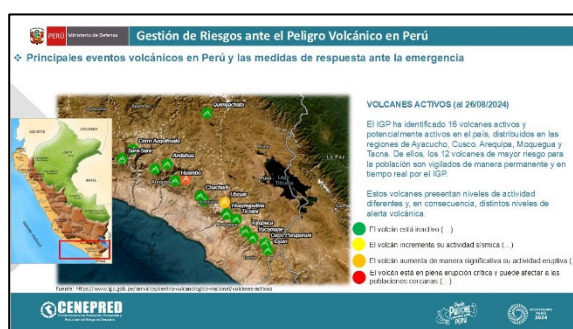 PERÚ Ministerio de Defensa
Gestión de Riesgos ante el Peligro Volcánico en Perú
Principales eventos volcánicos en Perú y las medidas de respuesta ante la emergencia
VOLCANES ACTIVOS (al 26/08/2024)
El IGP ha identificado 16 volcanes activos y
potencialmente activos en el país, distribuidos en las
regiones de Ayacucho, Cusco, Arequipa, Moquegua y
Tacna. De ellos, los 12 volcanes de mayor riesgo para
la población son vigilados de manera permanente y en
tiempo real por el IGP.
Estos volcanes presentan niveles de actividad
diferentes y, en consecuencia, distintos niveles de
alerta volcánica.
El volcán está inactivo (...)
El volcán incrementa su actividad sísmica (...)
El volcán aumenta de manera significativa su actividad eruptiva (
El volcán está en plena erupción crítica y puede afectar a las
poblaciones cercanas (...)
Quimsachata
Cerro Auquihuato
Sara Sara
Andahua
Huambo
Chachani
Ubinas
Huaynaputina
Ticsani
Tutupaca
Yucamane
Casiri
La Paz
Fuente: https://www.igp.gob.pe/servicios/centro-vulcanologico-nacional/volcanes-activos
CENEPRED
BICENTENARIO
PERÚ
2024